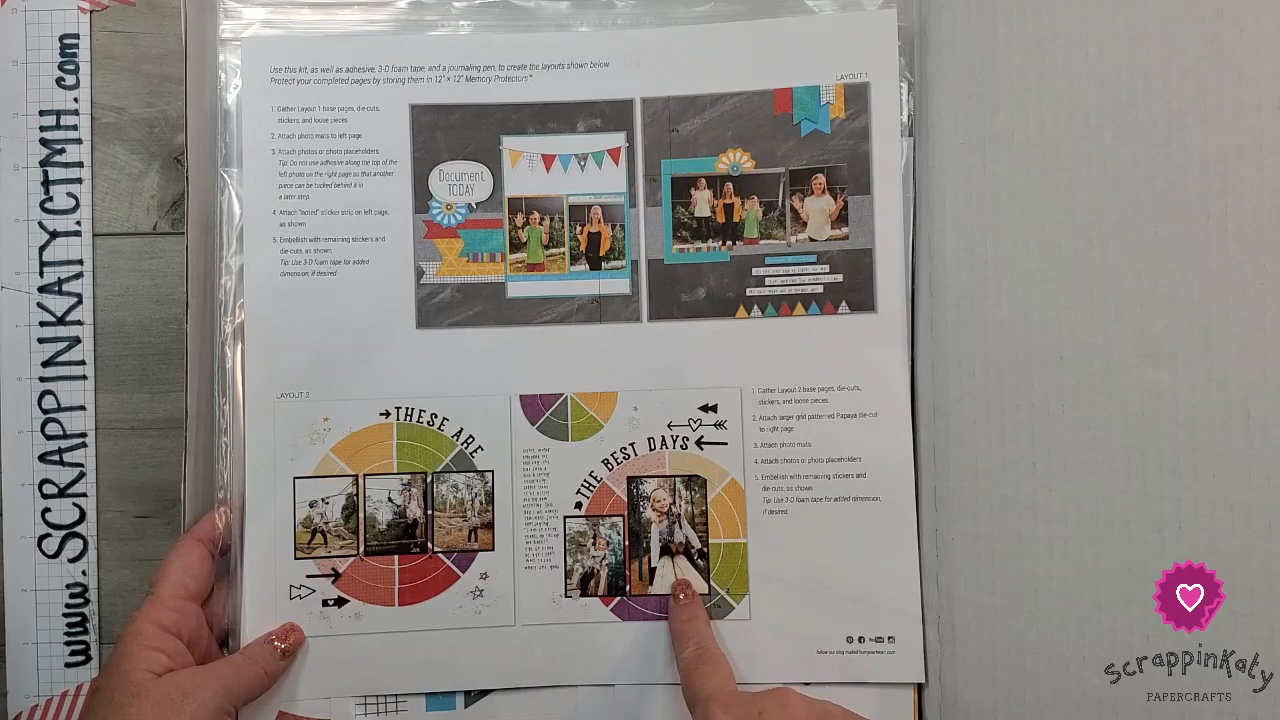 www.SCRAPPINKATY.CTMH.com
Use this kit, as well as adhesive, 3-D foam tape, and a journaling pen, to create the layouts shown below.
Protect your completed pages by storing them in 12" × 12" Memory Protectors™.
LAYOUT 1
1. Gather Layout 1 base pages, die-cuts,
stickers, and loose pieces
2. Attach photo mats to left page
3. Attach photos or photo placeholders
Tip: Do not use adhesive along the top of
the left photo on the right page so that another
piece can be tucked behind it in
a later step.
4. Attach "noted" sticker strip on left page,
as shown
5. Embellish with remaining stickers and
die-cuts, as shown
Tip: Use 3-D foam tape for added
dimension, if desired.
Document
TODAY
LAYOUT 2
THESE ARE
THE BEST DAYS
1. Gather Layout 2 base pages, die-cuts,
stickers, and loose pieces
2. Attach larger grid patterned Papaya die-cut
to right page
3. Attach photo mats
4. Attach photos or photo placeholders
5. Embellish with remaining stickers and
die-cuts, as shown
Tip: Use 3-D foam tape for added dimension,
if desired.
YouTube
follow our blog makeitfromyourheart.com
ScrappinKaty
PAPERCRAFTS